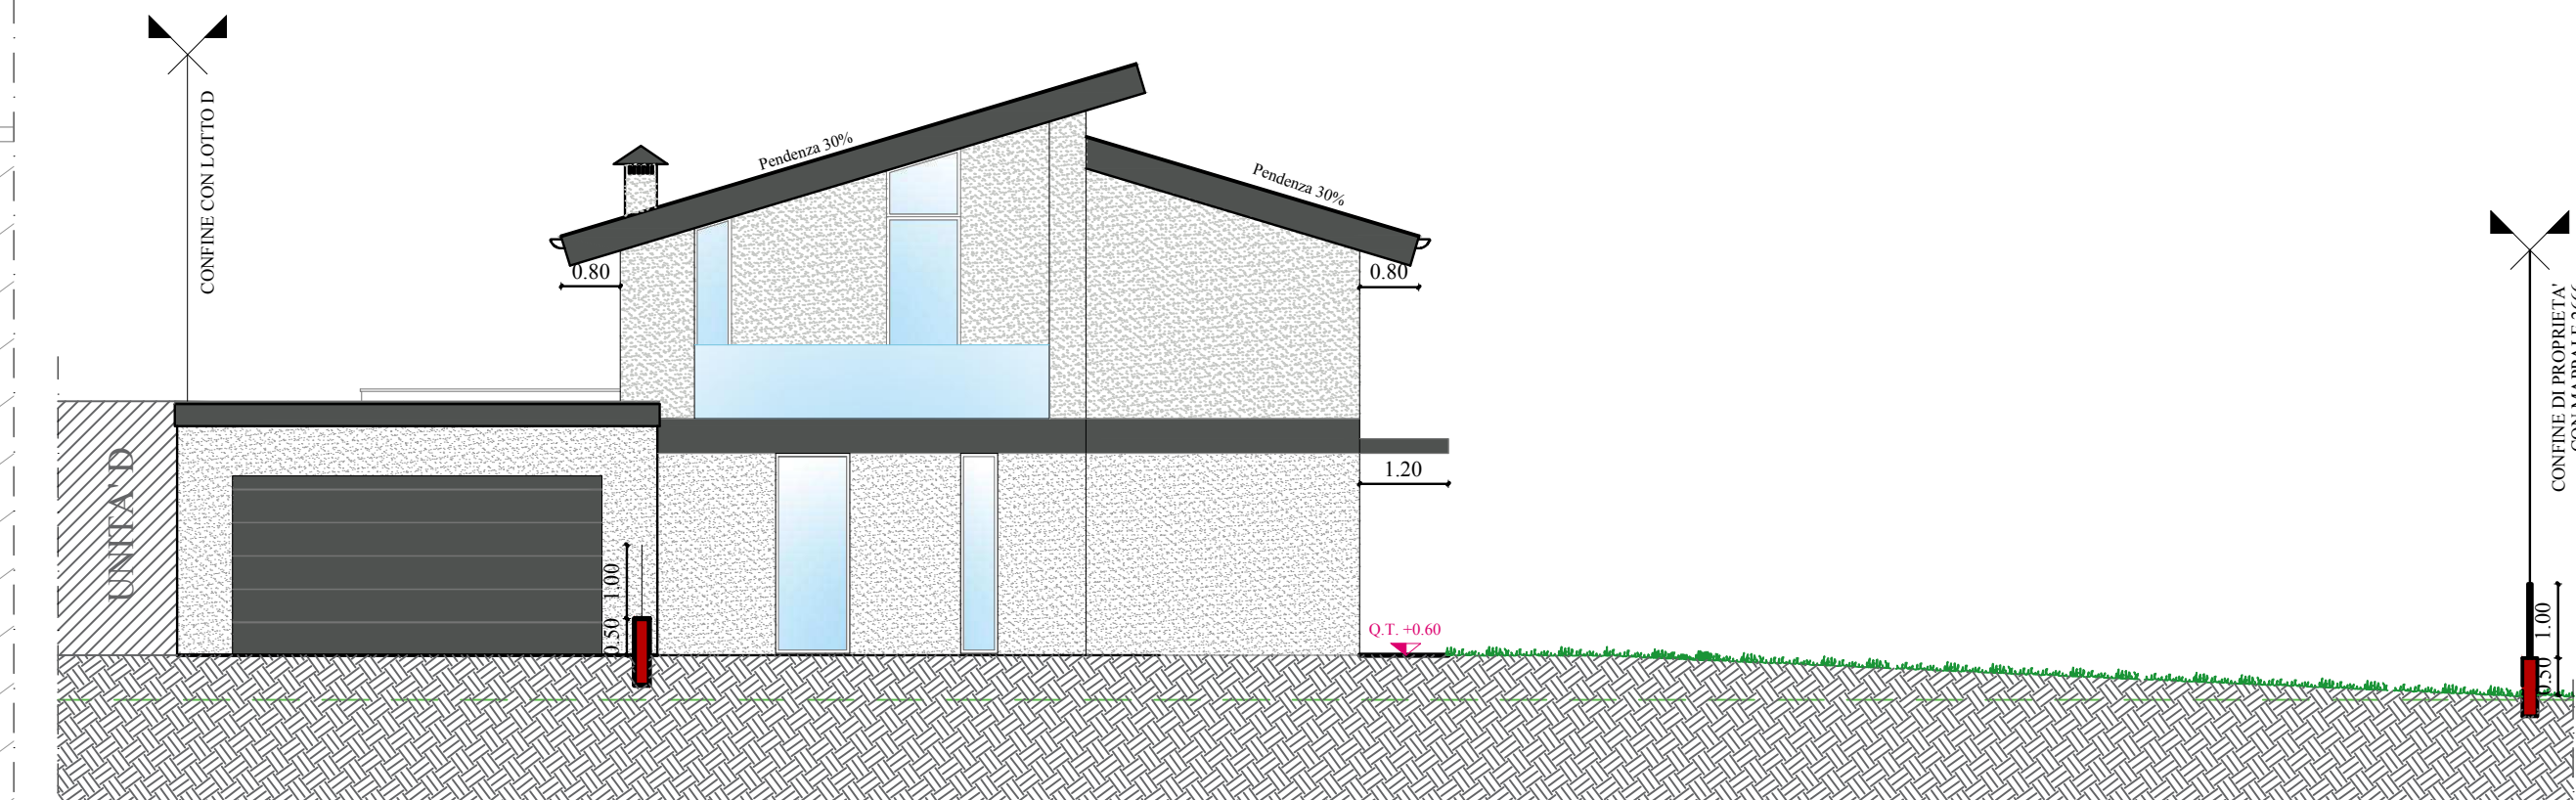 CONFINE CON LOTTO D
Pendenza 30%
Pendenza 30%
0.80
0.80
UNITA' D
1.20
1.00
0.50
Q.T. +0.60
CONFINE DI PROPRIETA'
1.00
0.50